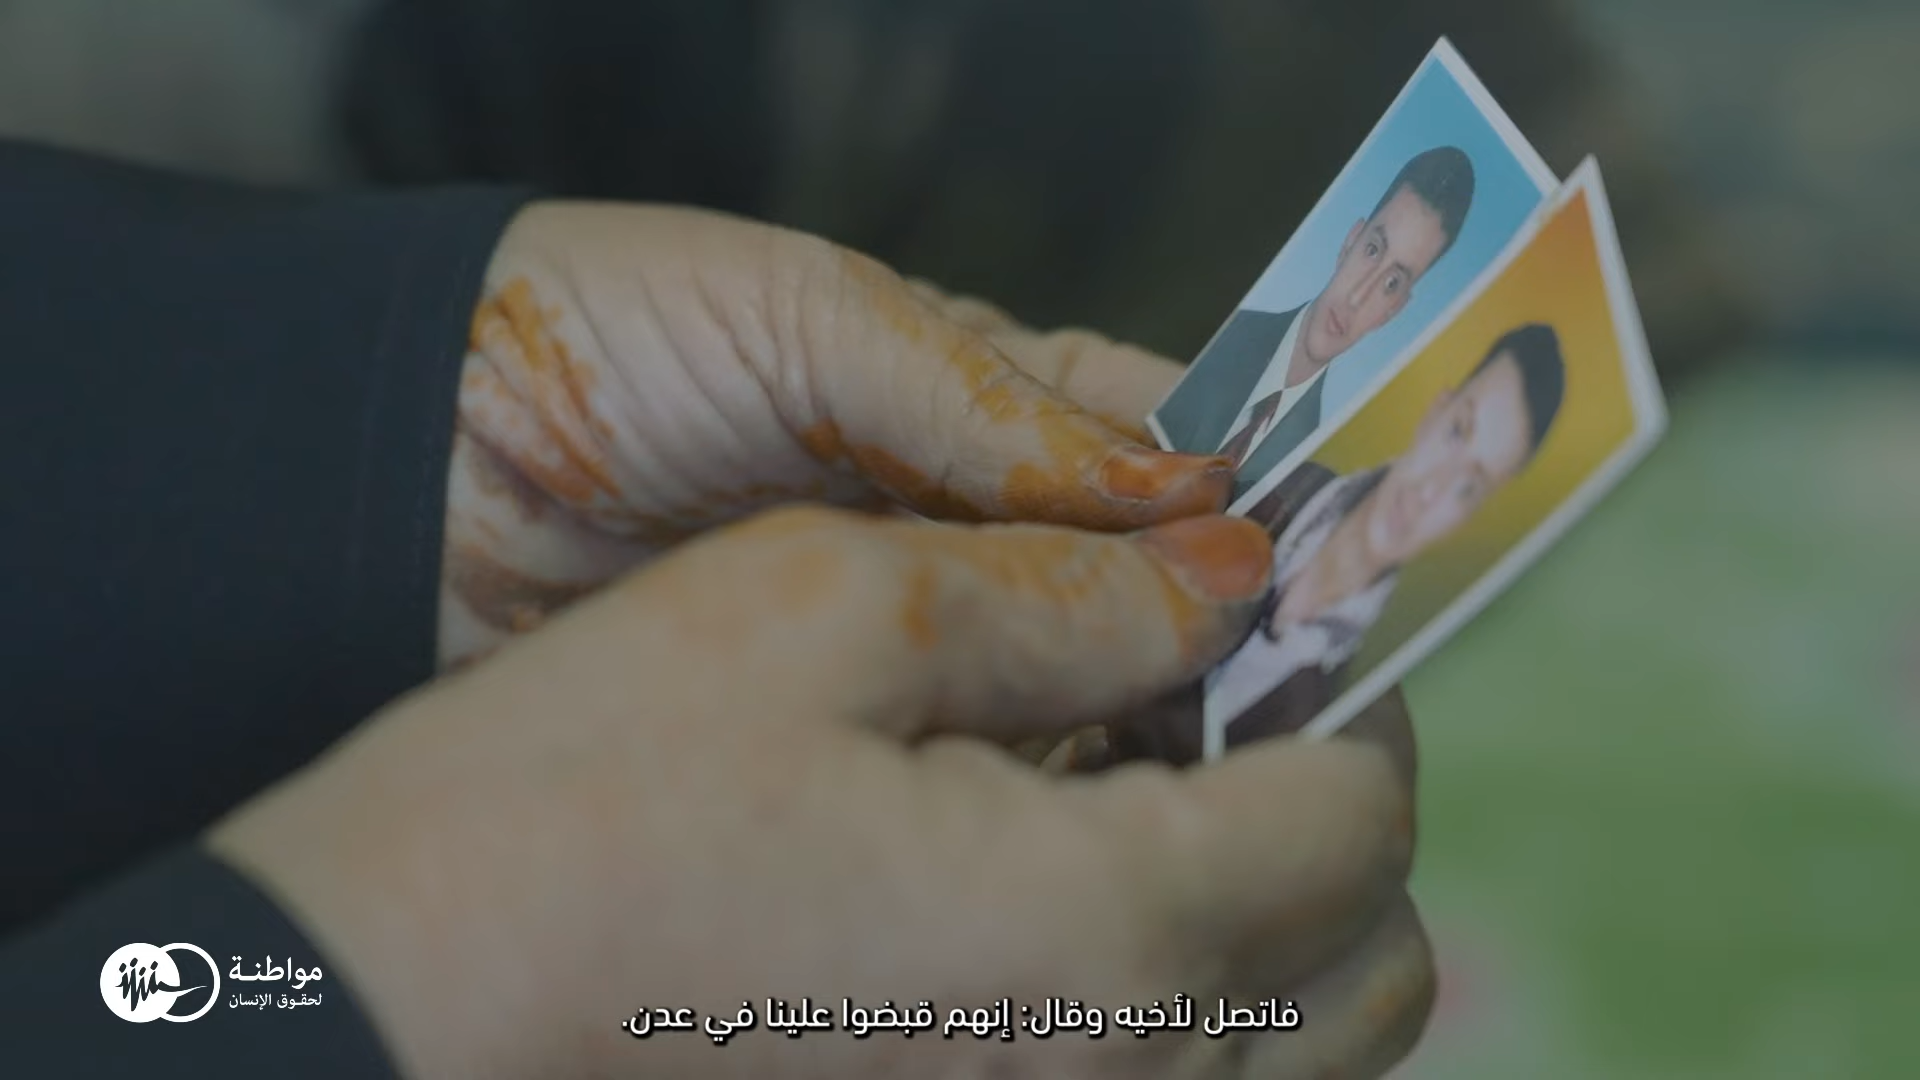 مواطنة
لحقوق الإنسان
فاتصل لأخيه وقال: إنهم قبضوا علينا في عدن.